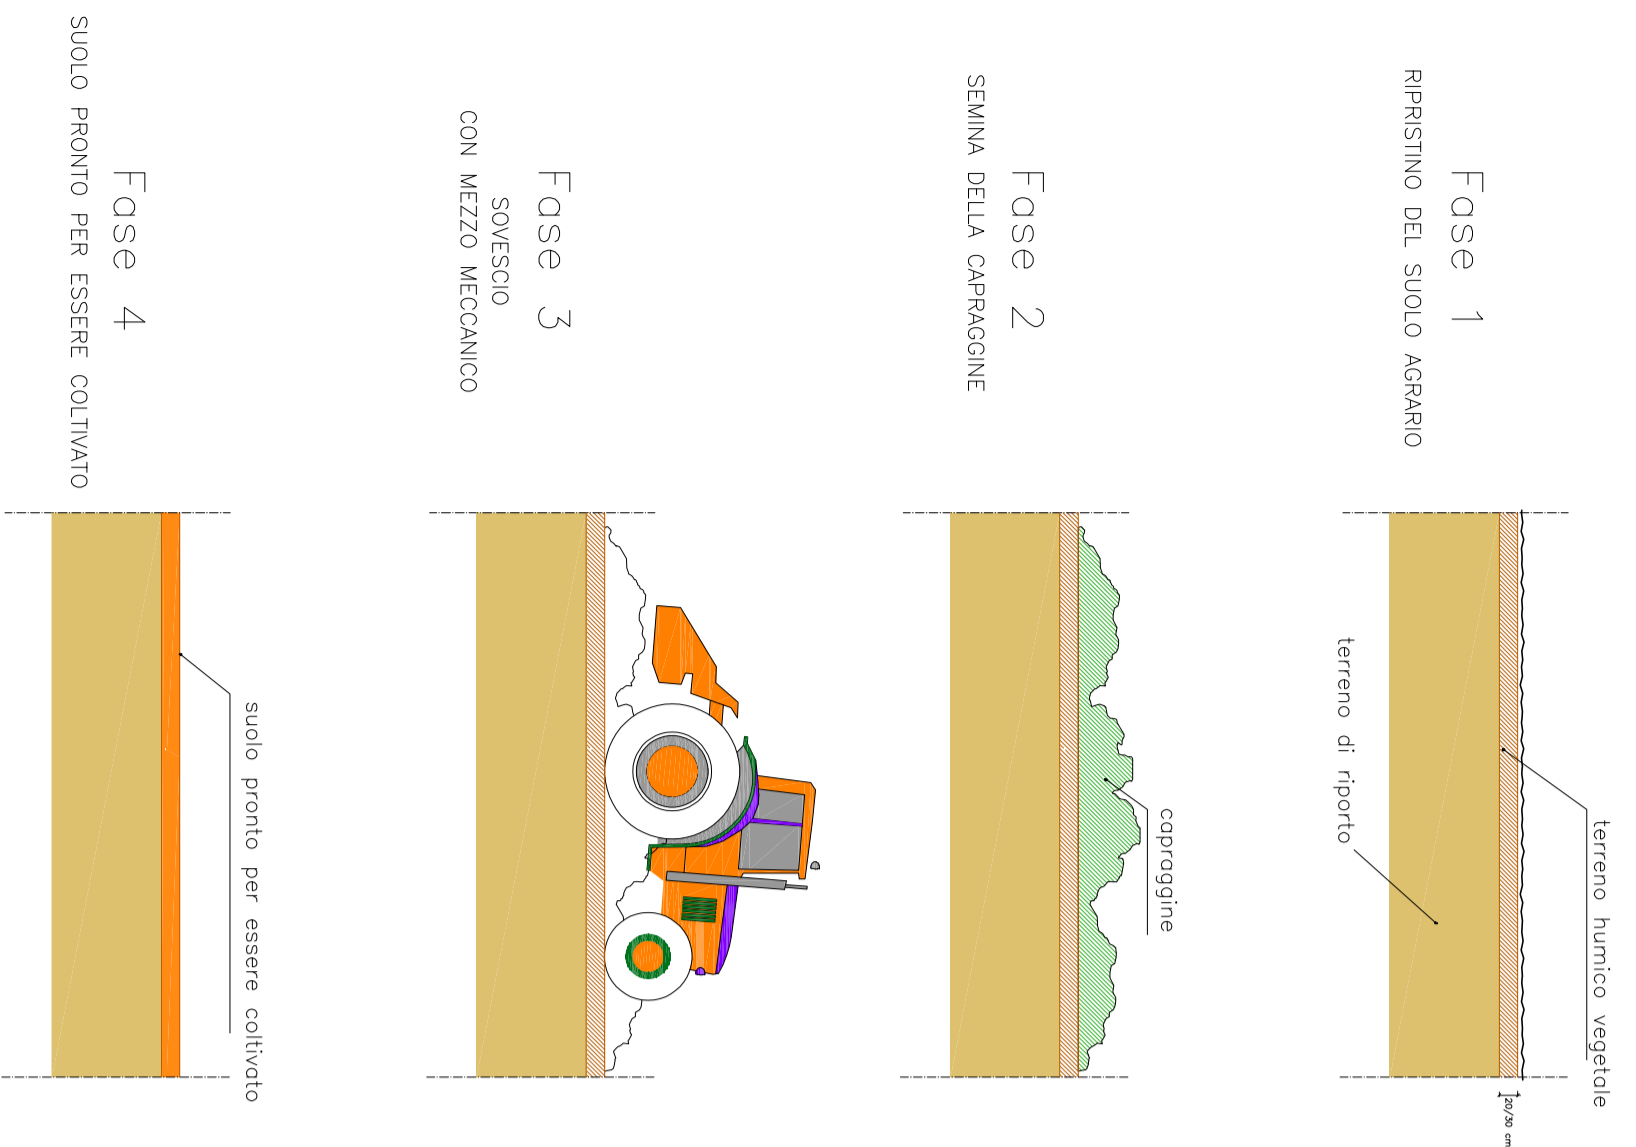 Fase 1
RIPRISTINO DEL SUOLO AGRARIO
terreno humico vegetale
terreno di riporto
20/30 cm
Fase 2
SEMINA DELLA CAPRAGGINE
capraggine
Fase 3
SOVESCIO
CON MEZZO MECCANICO
Fase 4
SUOLO PRONTO PER ESSERE COLTIVATO
suolo pronto per essere coltivato